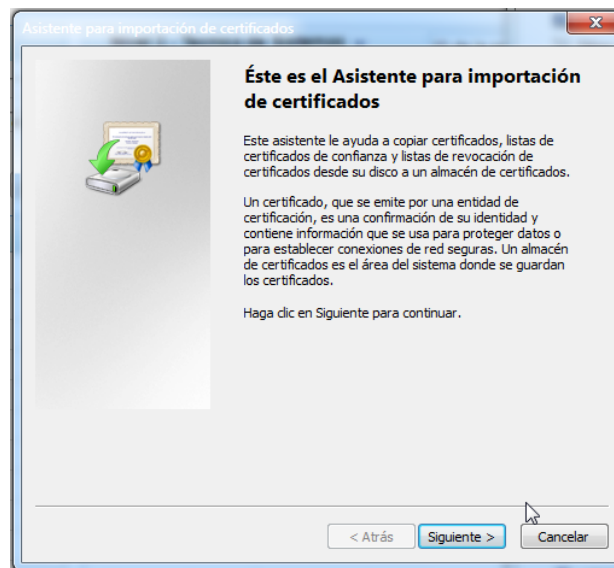 Asistente para importación de certificados
Éste es el Asistente para importación
de certificados
Este asistente le ayuda a copiar certificados, listas de
certificados de confianza y listas de revocación de
certificados desde su disco a un almacén de certificados.
Un certificado, que se emite por una entidad de
certificación, es una confirmación de su identidad y
contiene información que se usa para proteger datos o
para establecer conexiones de red seguras. Un almacén
de certificados es el área del sistema donde se guardan
los certificados.
Haga clic en Siguiente para continuar.
< Atrás
Siguiente >
Cancelar